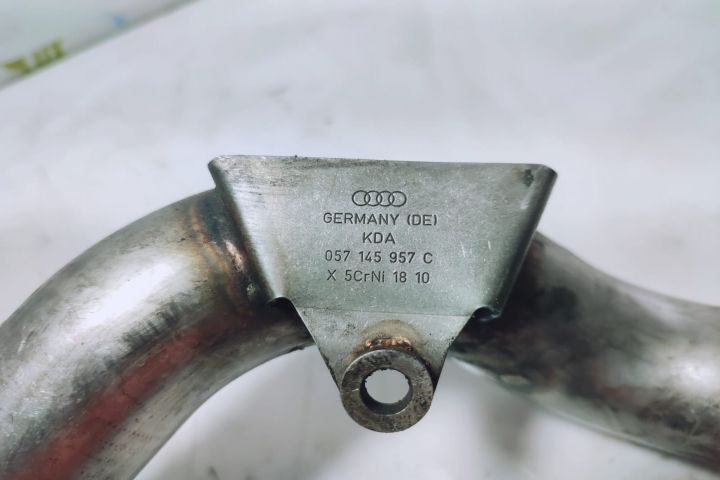 GERMANY (DE)
KDA
057 145 957 C
X 5CrNi 18 10